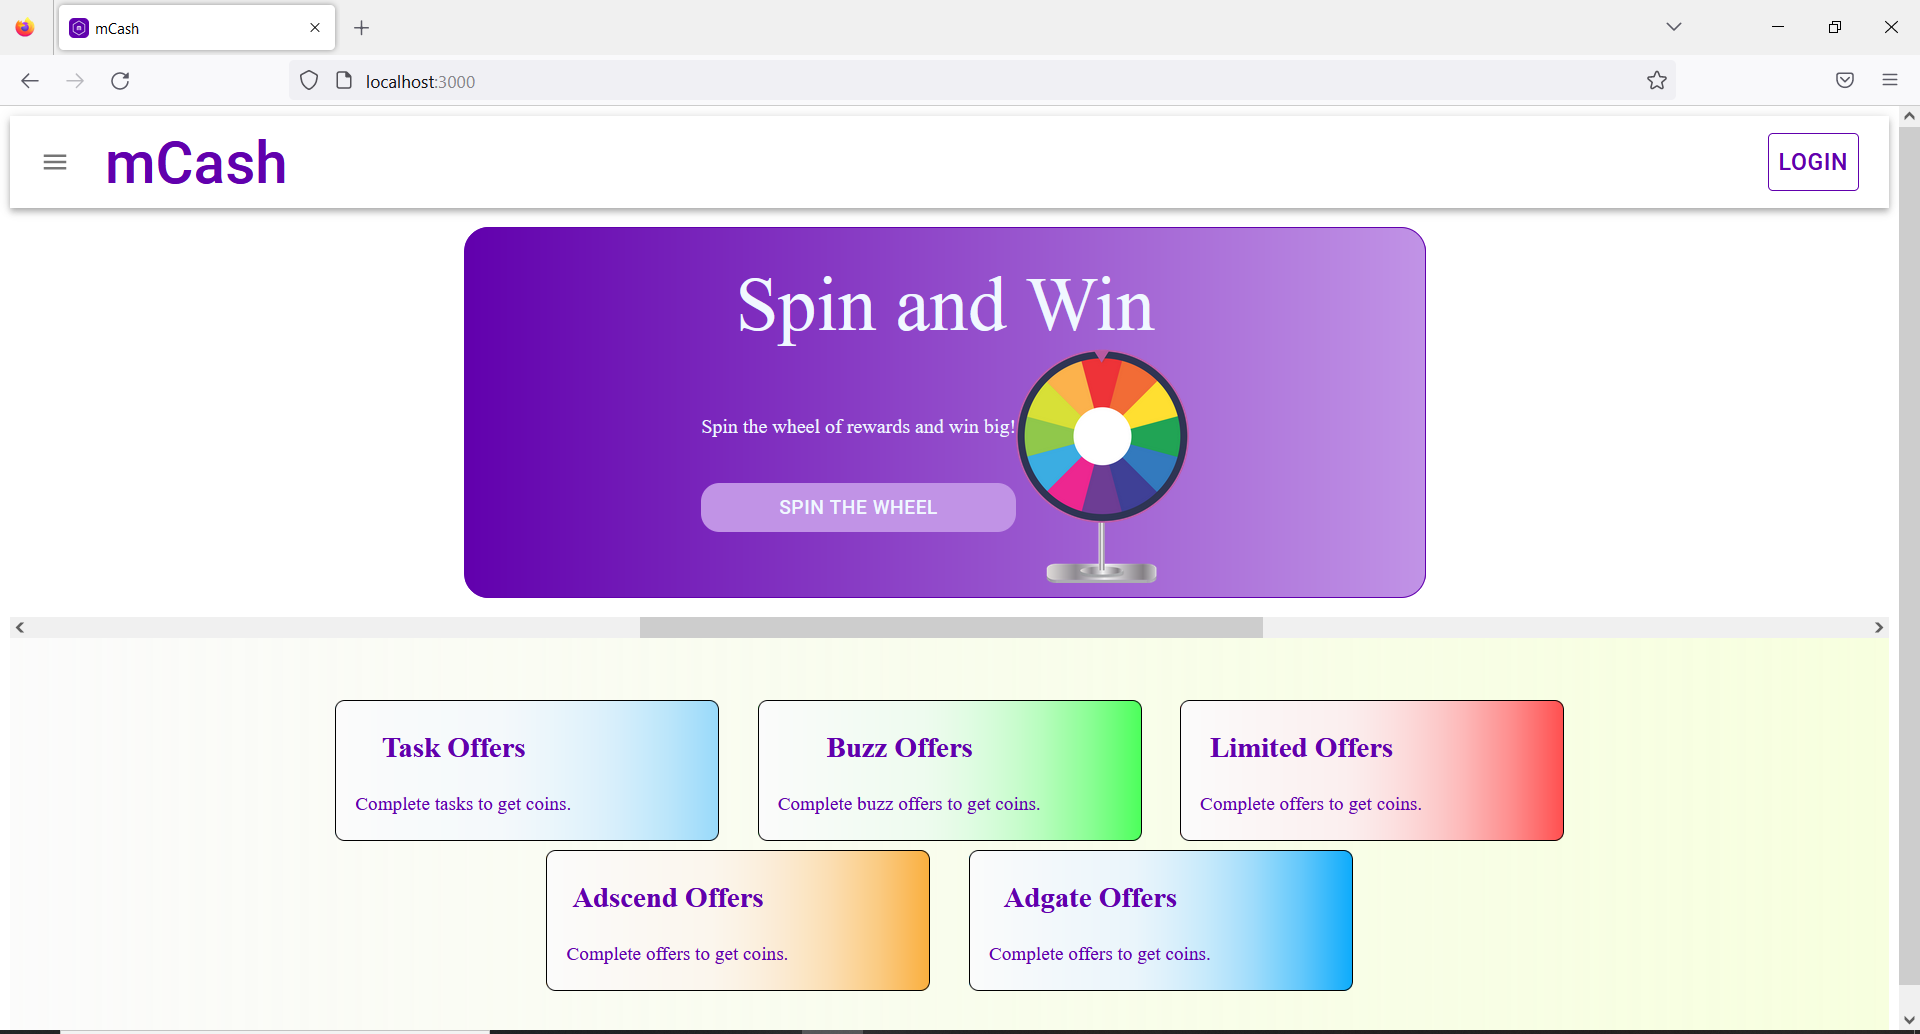 mCash
localhost:3000
mCash
LOGIN
Spin and Win
Spin the wheel of rewards and win big!
SPIN THE WHEEL
Task Offers
Complete tasks to get coins.
Buzz Offers
Complete buzz offers to get coins.
Limited Offers
Complete offers to get coins.
Adscend Offers
Complete offers to get coins.
Adgate Offers
Complete offers to get coins.